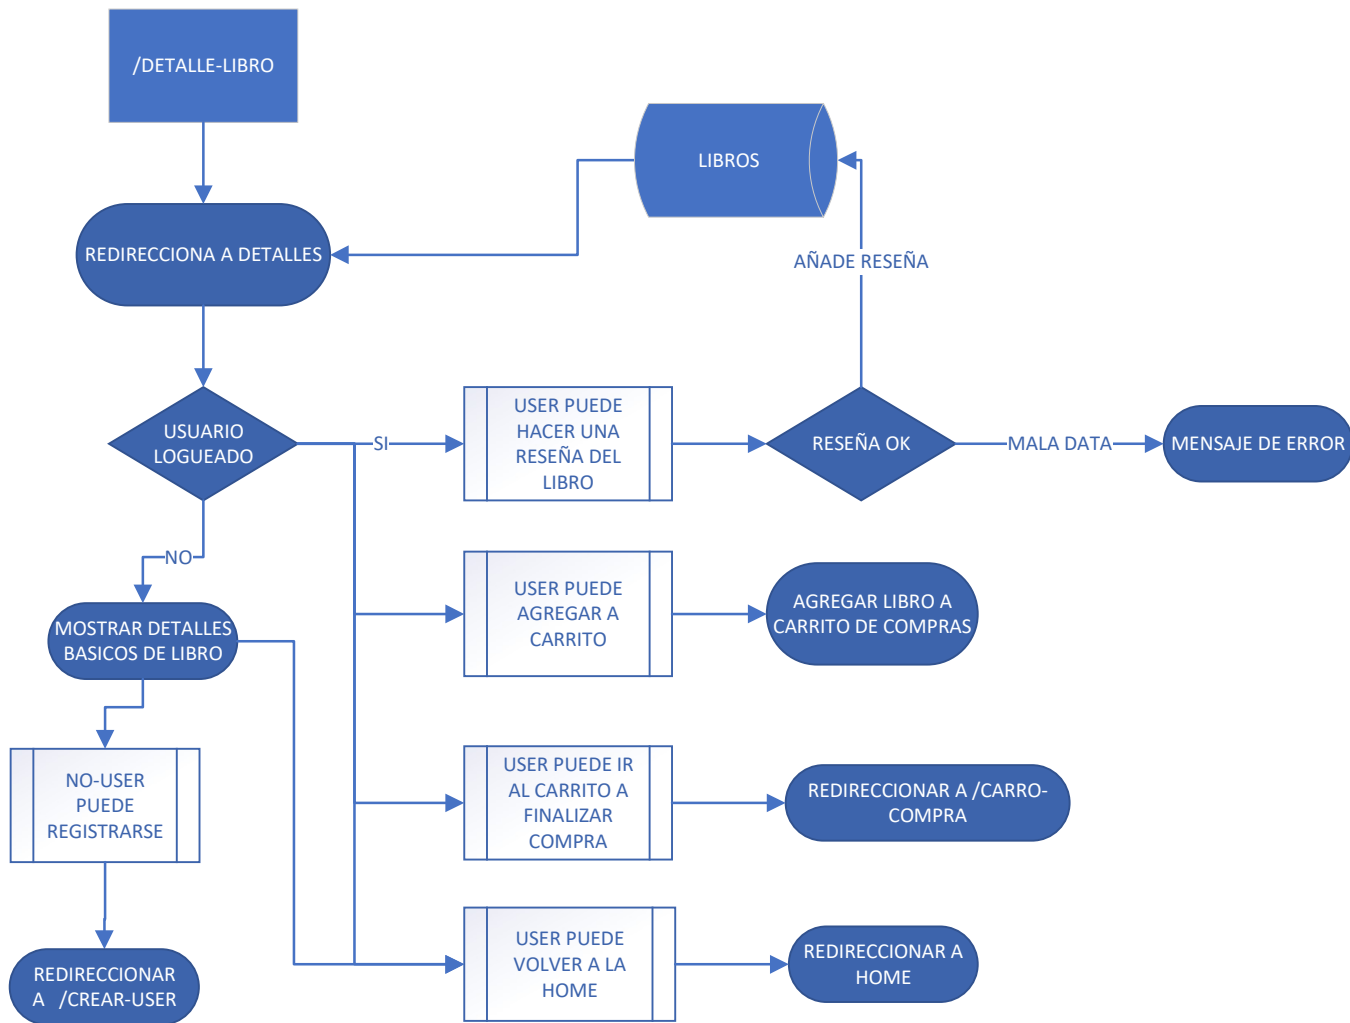 /DETALLE-LIBRO
LIBROS
REDIRECCIONA A DETALLES
AÑADE RESEÑA
USUARIO
LOGUEADO
SI
USER PUEDE
HACER UNA
RESEÑA DEL
LIBRO
RESEÑA OK
MALA DATA
MENSAJE DE ERROR
NO
USER PUEDE
AGREGAR A
CARRITO
AGREGAR LIBRO A
CARRITO DE COMPRAS
MOSTRAR DETALLES
BASICOS DE LIBRO
NO-USER
PUEDE
REGISTRARSE
USER PUEDE IR
AL CARRITO A
FINALIZAR
COMPRA
REDIRECCIONAR A /CARRO-
COMPRA
REDIRECCIONAR
A /CREAR-USER
USER PUEDE
VOLVER A LA
HOME
REDIRECCIONAR A
HOME